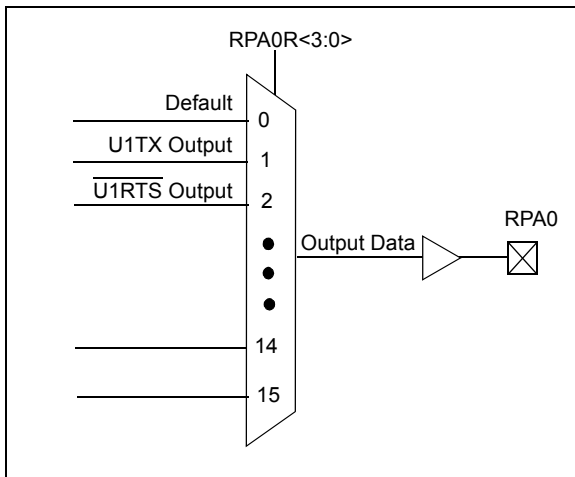 RPA0R<3:0>
Default
0
U1TX Output
1
U1RTS Output
2
RPA0
Output Data
14
15